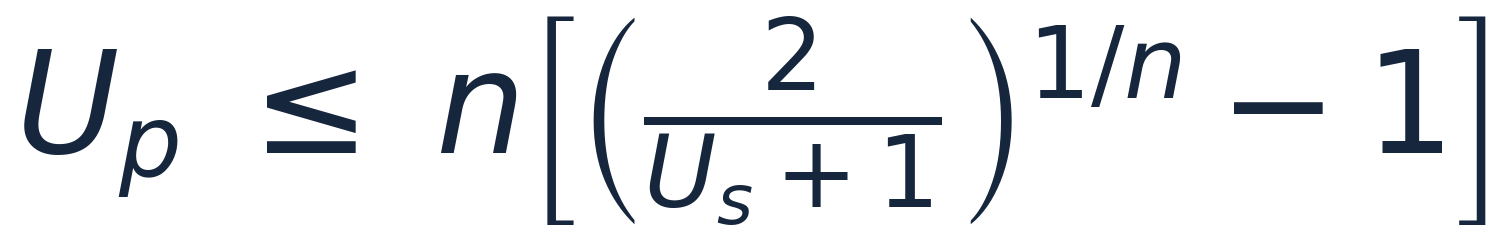 U_p ≤ n[(2/(U_s + 1))^{1/n} − 1]